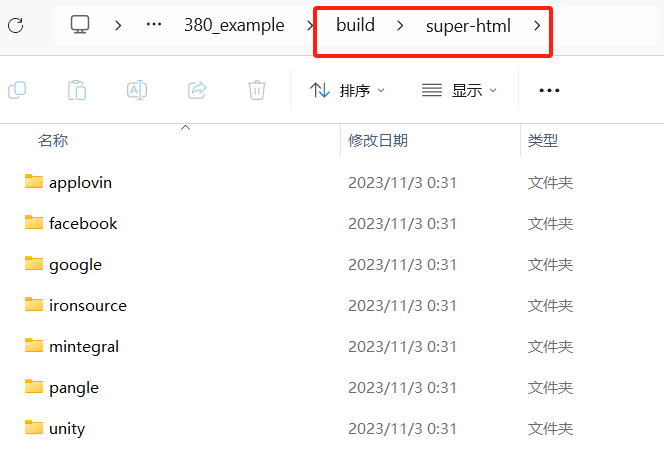 380_example build super-html
排序 显示
名称 修改日期 类型
applovin 2023/11/3 0:31 文件夹
facebook 2023/11/3 0:31 文件夹
google 2023/11/3 0:31 文件夹
ironsource 2023/11/3 0:31 文件夹
mintegral 2023/11/3 0:31 文件夹
pangle 2023/11/3 0:31 文件夹
unity 2023/11/3 0:31 文件夹